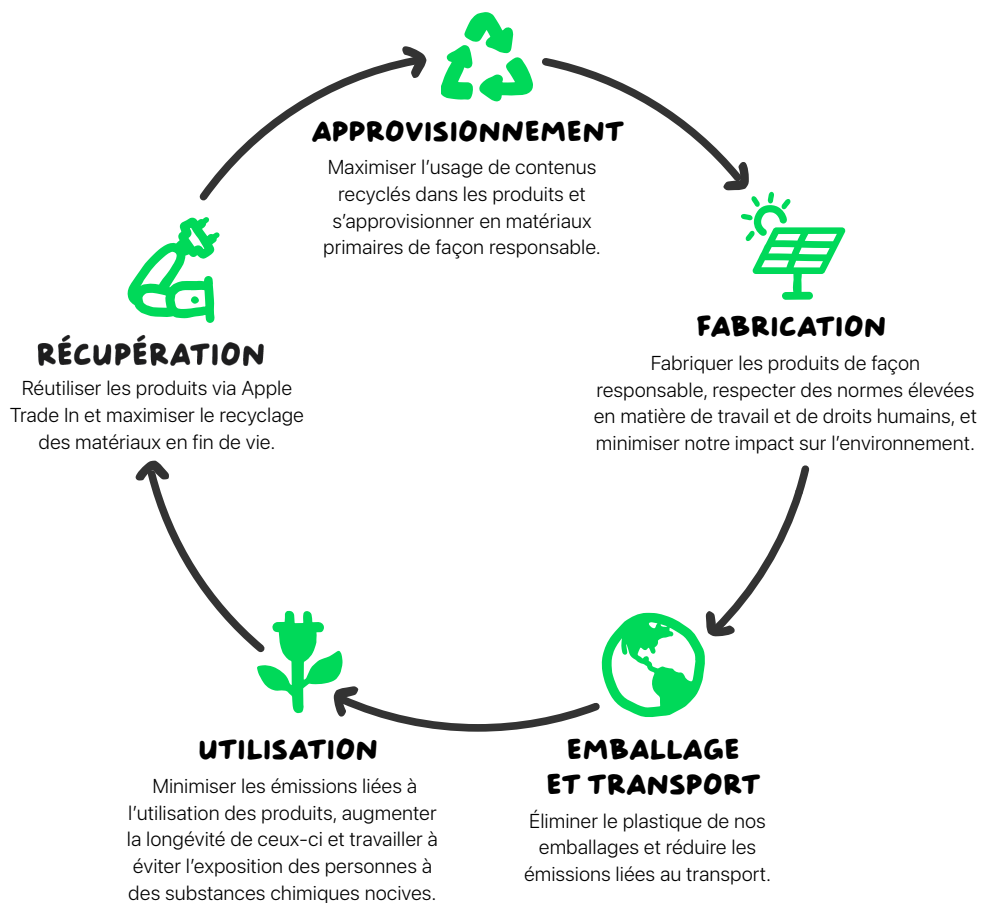 APPROVISIONNEMENT
Maximiser l’usage de contenus
recyclés dans les produits et
s’approvisionner en matériaux
primaires de façon responsable.
FABRICATION
Fabriquer les produits de façon
responsable, respecter des normes élevées
en matière de travail et de droits humains, et
minimiser notre impact sur l’environnement.
EMBALLAGE
ET TRANSPORT
Éliminer le plastique de nos
emballages et réduire les
émissions liées au transport.
UTILISATION
Minimiser les émissions liées à
l’utilisation des produits, augmenter
la longévité de ceux-ci et travailler à
éviter l’exposition des personnes à
des substances chimiques nocives.
RÉCUPÉRATION
Réutiliser les produits via Apple
Trade In et maximiser le recyclage
des matériaux en fin de vie.